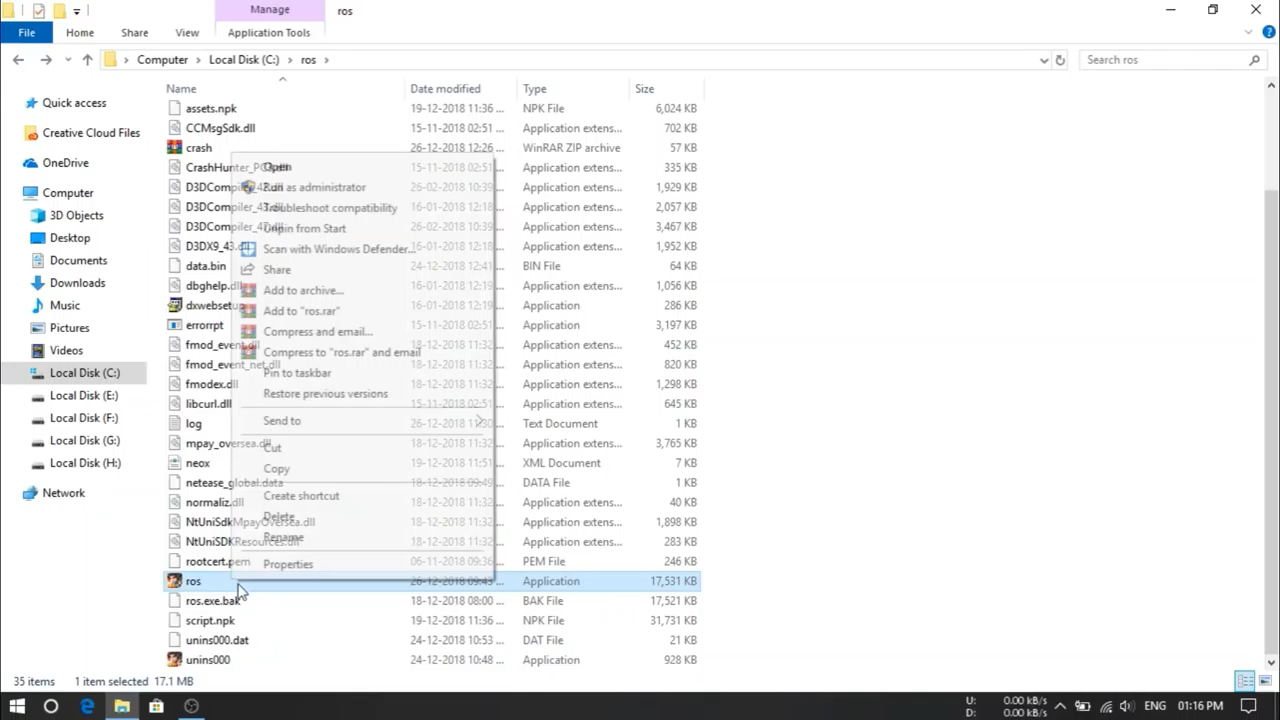 Manage
ros
File
Home
Share
View
Application Tools
Computer
Local Disk (C:)
ros
Search ros
Name
Date modified
Type
Size
Quick access
Creative Cloud Files
OneDrive
Computer
3D Objects
Desktop
Documents
Downloads
Music
Pictures
Videos
Local Disk (C:)
Local Disk (E:)
Local Disk (F:)
Local Disk (G:)
Local Disk (H:)
Network
assets.npk 19-12-2018 11:36 ... NPK File 6,024 KB
CCMsgSdk.dll 15-11-2018 02:51 ... Application extens... 702 KB
crash 26-12-2018 12:26 ... WinRAR ZIP archive 57 KB
CrashHunter_P 15-11-2018 02:51 ... Application extens... 335 KB
D3DCompiler_4 26-02-2018 10:39 ... Application extens... 1,929 KB
D3DCompiler_4 16-01-2018 12:18 ... Application extens... 2,057 KB
D3DCompiler_4 26-02-2018 10:39 ... Application extens... 3,467 KB
D3DX9_43.dll 16-01-2018 12:18 ... Application extens... 1,952 KB
data.bin 24-12-2018 12:41 ... BIN File 64 KB
dbghelp.dll 16-01-2018 12:19 ... Application extens... 1,056 KB
dxwebsetup 16-01-2018 12:19 ... Application 286 KB
errorrpt 15-11-2018 02:51 ... Application 3,197 KB
fmod_event.dll 18-12-2018 11:32 ... Application extens... 452 KB
fmod_event_net.dll 18-12-2018 11:32 ... Application extens... 820 KB
fmodex.dll 18-12-2018 11:32 ... Application extens... 1,298 KB
libcurl.dll 15-11-2018 02:51 ... Application extens... 645 KB
log 26-12-2018 11:30 ... Text Document 1 KB
mpay_oversea.dll 18-12-2018 11:32 ... Application extens... 3,765 KB
neox 19-12-2018 11:51 ... XML Document 7 KB
netease_global.data 18-12-2018 09:49 ... DATA File 1 KB
normaliz.dll 18-12-2018 11:32 ... Application extens... 40 KB
NtUniSdkMpayOversea.dll 18-12-2018 11:32 ... Application extens... 1,898 KB
NtUniSDKResources.dll 18-12-2018 11:32 ... Application extens... 283 KB
rootcert.pem 06-11-2018 09:36 ... PEM File 246 KB
ros 26-12-2018 09:43 ... Application 17,531 KB
ros.exe.bak 18-12-2018 08:00 ... BAK File 17,521 KB
script.npk 19-12-2018 11:36 ... NPK File 31,731 KB
unins000.dat 24-12-2018 10:53 ... DAT File 21 KB
unins000 24-12-2018 10:48 ... Application 928 KB
Open
Run as administrator
Troubleshoot compatibility
Unpin from Start
Scan with Windows Defender...
Share
Add to archive...
Add to "ros.rar"
Compress and email...
Compress to "ros.rar" and email
Pin to taskbar
Restore previous versions
Send to
Cut
Copy
Create shortcut
Delete
Rename
Properties
35 items 1 item selected 17.1 MB
U: 0.00 kB/s
D: 0.00 kB/s
ENG
01:16 PM